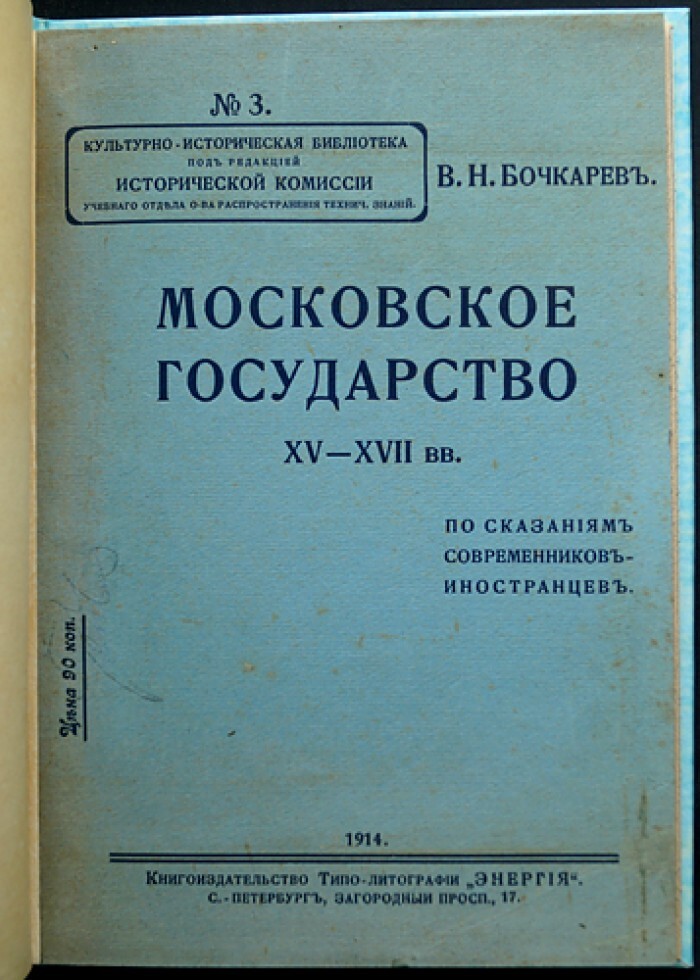 № 3.
КУЛЬТУРНО-ИСТОРИЧЕСКАЯ БИБЛІОТЕКА
ПОДЪ РЕДАКЦІЕЙ
ИСТОРИЧЕСКОЙ КОМИССІИ
УЧЕБНАГО ОТДѢЛА О-ВА РАСПРОСТРАНЕНІЯ ТЕХНИЧ. ЗНАНІЙ.
В. Н. БОЧКАРЕВЪ.
МОСКОВСКОЕ
ГОСУДАРСТВО
XV—XVII вв.
ПО СКАЗАНІЯМЪ
СОВРЕМЕННИКОВЪ-
ИНОСТРАНЦЕВЪ.
Цѣна 90 коп.
1914.
Книгоиздательство Типо-литографіи „ЭНЕРГІЯ“.
С.-ПЕТЕРБУРГЪ, ЗАГОРОДНЫЙ ПРОСП., 17.